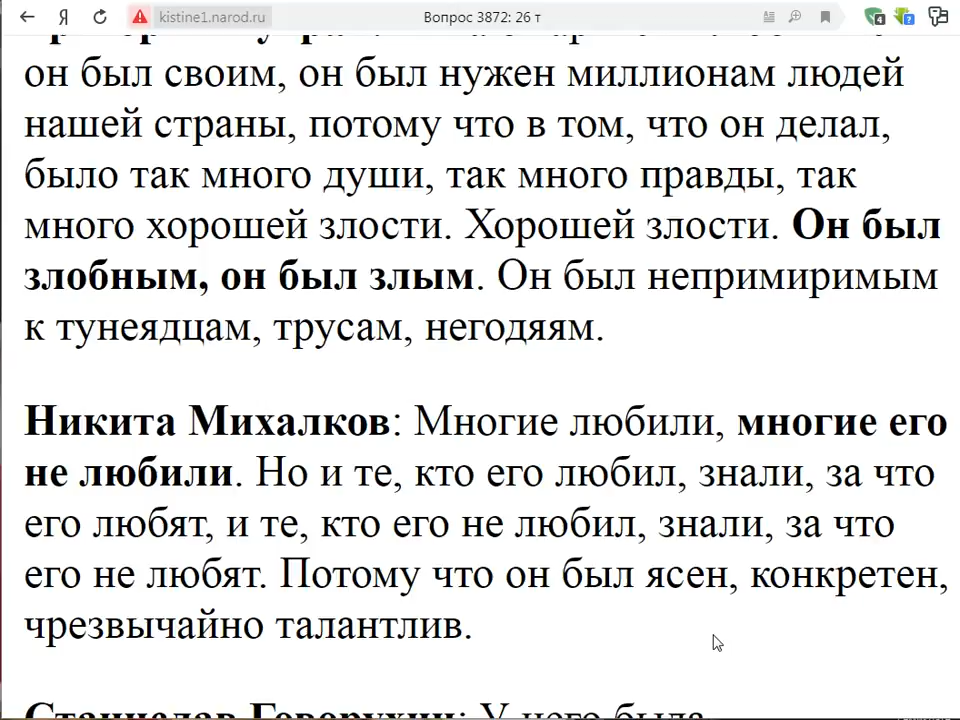 kistine1.narod.ru
Вопрос 3872: 26 т
он был своим, он был нужен миллионам людей
нашей страны, потому что в том, что он делал,
было так много души, так много правды, так
много хорошей злости. Хорошей злости. Он был
злобным, он был злым. Он был непримиримым
к тунеядцам, трусам, негодяям.
Никита Михалков: Многие любили, многие его
не любили. Но и те, кто его любил, знали, за что
его любят, и те, кто его не любил, знали, за что
его не любят. Потому что он был ясен, конкретен,
чрезвычайно талантлив.
Станислав Говорухин: У него была